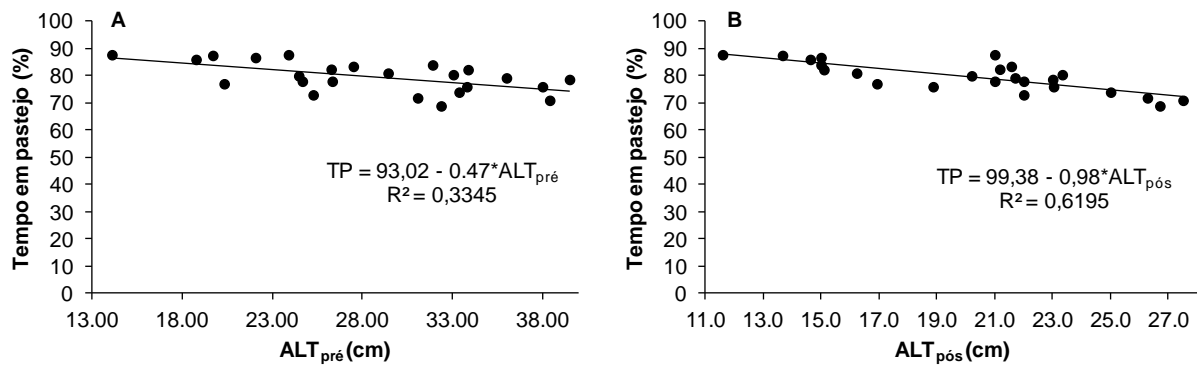 A
Tempo em pastejo (%)
100
90
80
70
60
50
40
30
20
10
0
TP = 93,02 - 0.47*ALTpré
R² = 0,3345
13.00 18.00 23.00 28.00 33.00 38.00
ALTpré (cm)
B
Tempo em pastejo (%)
100
90
80
70
60
50
40
30
20
10
0
TP = 99,38 - 0,98*ALTpós
R² = 0,6195
11.0 13.0 15.0 17.0 19.0 21.0 23.0 25.0 27.0
ALTpós (cm)